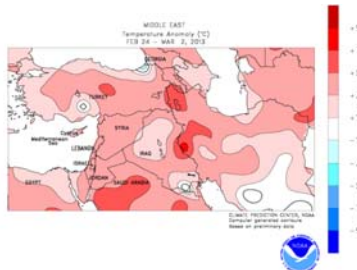 MIDDLE EAST
Temperature Anomaly (°C)
FEB 24 - MAR 2, 2013
GEORGIA
TURKEY
Cyprus
SYRIA
Mediterranean
Sea
LEBANON
IRAQ
ISRAEL
JORDAN
EGYPT
SAUDI ARABIA
CLIMATE PREDICTION CENTER, NOAA
Computer generated contours
Based on preliminary data
NOAA